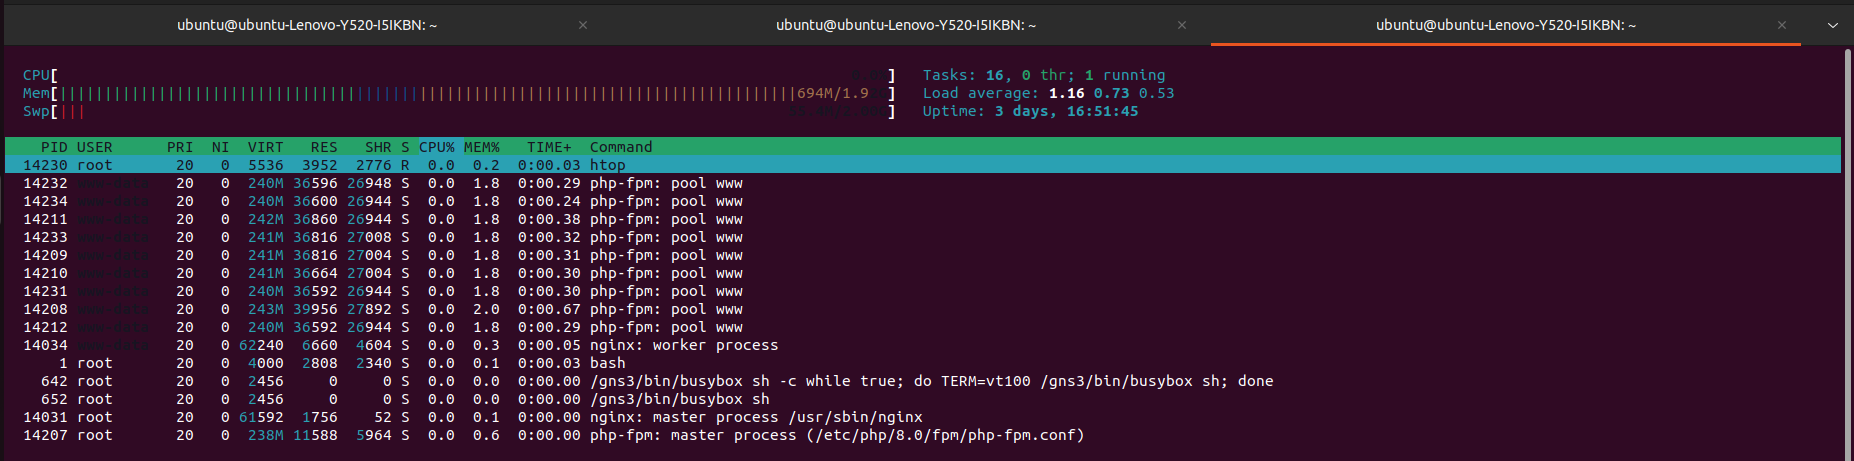 ubuntu@ubuntu-Lenovo-Y520-I5IKBN: ~ × ubuntu@ubuntu-Lenovo-Y520-I5IKBN: ~ × ubuntu@ubuntu-Lenovo-Y520-I5IKBN: ~ ×
CPU[ ] Tasks: 16, 0 thr; 1 running
Mem[||||||||||||||||||||||||||||||||||||||||||||||||||||||||||||||||||||||||||||||||||694M/1.9 ] Load average: 1.16 0.73 0.53
Swp[||| ] Uptime: 3 days, 16:51:45
PID USER PRI NI VIRT RES SHR S CPU% MEM% TIME+ Command
14230 root 20 0 5536 3952 2776 R 0.0 0.2 0:00.03 htop
14232 20 0 240M 36596 26948 S 0.0 1.8 0:00.29 php-fpm: pool www
14234 20 0 240M 36600 26944 S 0.0 1.8 0:00.24 php-fpm: pool www
14211 20 0 242M 36860 26944 S 0.0 1.8 0:00.38 php-fpm: pool www
14233 20 0 241M 36816 27008 S 0.0 1.8 0:00.32 php-fpm: pool www
14209 20 0 241M 36816 27004 S 0.0 1.8 0:00.31 php-fpm: pool www
14210 20 0 241M 36664 27004 S 0.0 1.8 0:00.30 php-fpm: pool www
14231 20 0 240M 36592 26944 S 0.0 1.8 0:00.30 php-fpm: pool www
14208 20 0 243M 39956 27892 S 0.0 2.0 0:00.67 php-fpm: pool www
14212 20 0 240M 36592 26944 S 0.0 1.8 0:00.29 php-fpm: pool www
14034 20 0 62240 6660 4604 S 0.0 0.3 0:00.05 nginx: worker process
1 root 20 0 4000 2808 2340 S 0.0 0.1 0:00.03 bash
642 root 20 0 2456 0 0 S 0.0 0.0 0:00.00 /gns3/bin/busybox sh -c while true; do TERM=vt100 /gns3/bin/busybox sh; done
652 root 20 0 2456 0 0 S 0.0 0.0 0:00.00 /gns3/bin/busybox sh
14031 root 20 0 61592 1756 52 S 0.0 0.1 0:00.00 nginx: master process /usr/sbin/nginx
14207 root 20 0 238M 11588 5964 S 0.0 0.6 0:00.00 php-fpm: master process (/etc/php/8.0/fpm/php-fpm.conf)